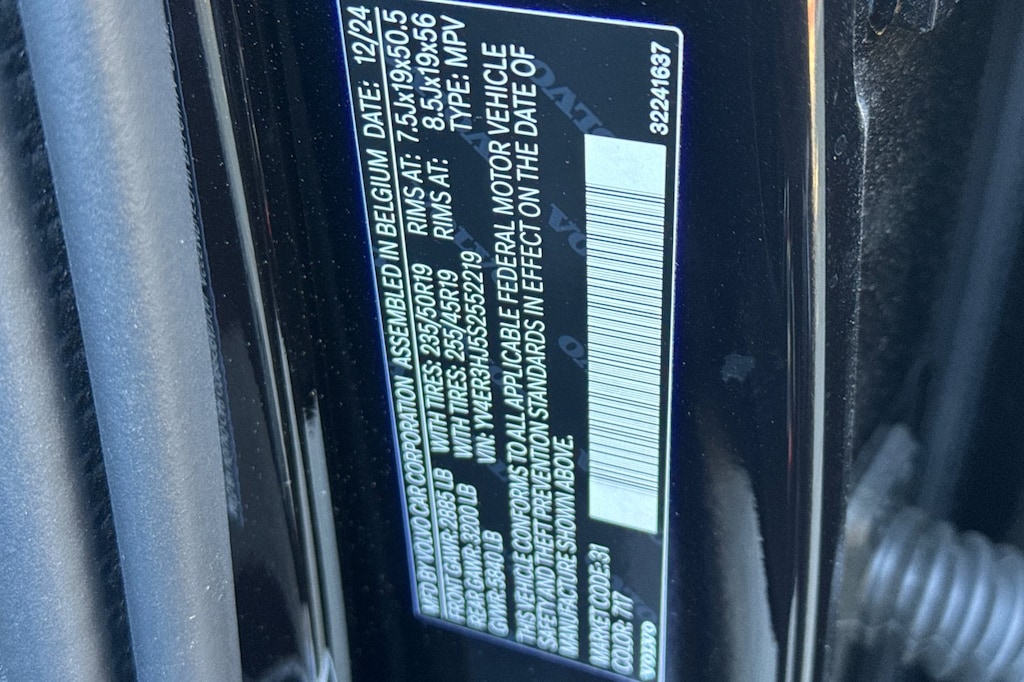 MFD BY VOLVO CAR CORPORATION ASSEMBLED IN BELGIUM DATE: 12/24
FRONT GAWR: 2865 LB WITH TIRES: 235/50R19 RIMS AT: 7.5Jx19x50.5
REAR GAWR: 3200 LB WITH TIRES: 255/45R19 RIMS AT: 8.5Jx19x56
GVWR: 5840 LB VIN: YV4ER3HJ5S2552219 TYPE: MPV
THIS VEHICLE CONFORMS TO ALL APPLICABLE FEDERAL MOTOR VEHICLE
SAFETY AND THEFT PREVENTION STANDARDS IN EFFECT ON THE DATE OF
MANUFACTURE SHOWN ABOVE.
MARKET CODE: 31
COLOR: 717
VOLVO
32241637